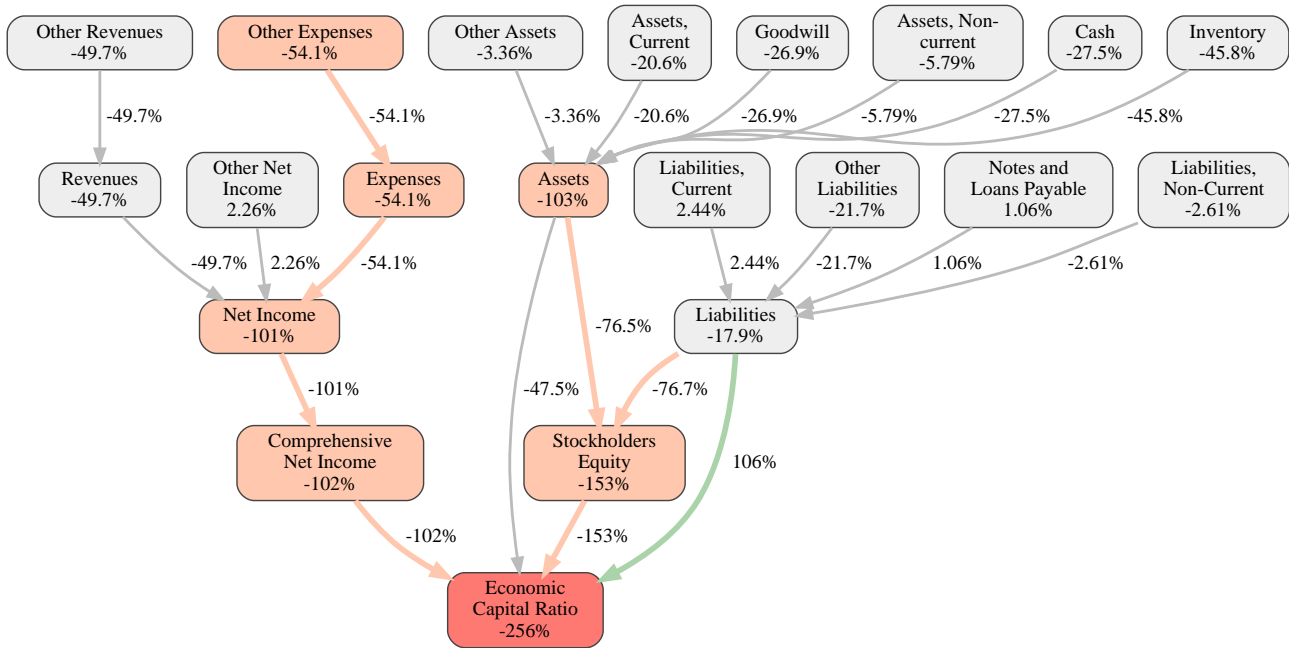 Other Revenues
-49.7%
Other Expenses
-54.1%
Other Assets
-3.36%
Assets,
Current
-20.6%
Goodwill
-26.9%
Assets, Non-
current
-5.79%
Cash
-27.5%
Inventory
-45.8%
-49.7%
-54.1%
-3.36%
-20.6%
-26.9%
-5.79%
-27.5%
-45.8%
Revenues
-49.7%
Other Net
Income
2.26%
Expenses
-54.1%
Assets
-103%
Liabilities,
Current
2.44%
Other
Liabilities
-21.7%
Notes and
Loans Payable
1.06%
Liabilities,
Non-Current
-2.61%
-49.7%
2.26%
-54.1%
2.44%
-21.7%
1.06%
-2.61%
Net Income
-101%
-76.5%
Liabilities
-17.9%
-101%
-47.5%
-76.7%
Comprehensive
Net Income
-102%
Stockholders
Equity
-153%
106%
-102%
-153%
Economic
Capital Ratio
-256%